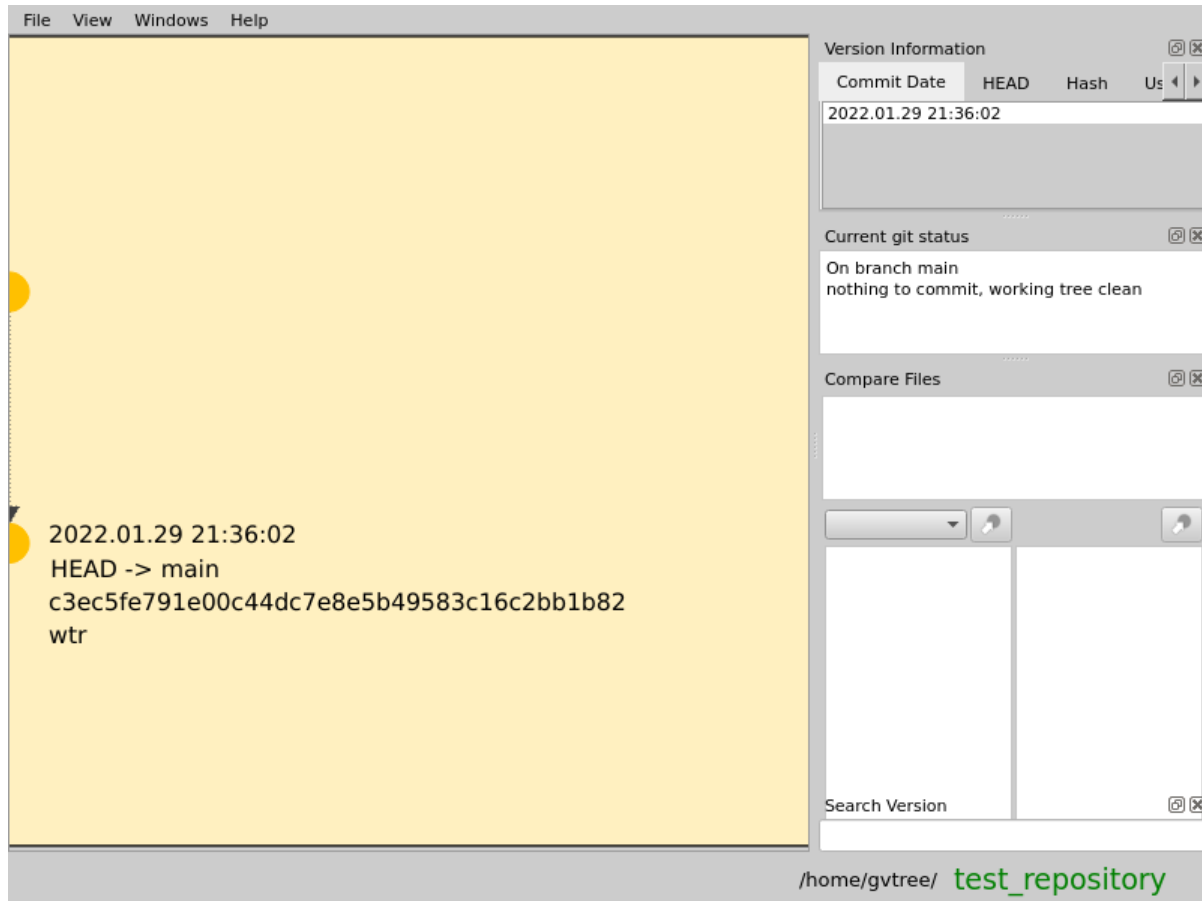 File View Windows Help
2022.01.29 21:36:02
HEAD -> main
c3ec5fe791e00c44dc7e8e5b49583c16c2bb1b82
wtr
Version Information
Commit Date HEAD Hash Us
2022.01.29 21:36:02
Current git status
On branch main
nothing to commit, working tree clean
Compare Files
Search Version
/home/gvtree/ test_repository